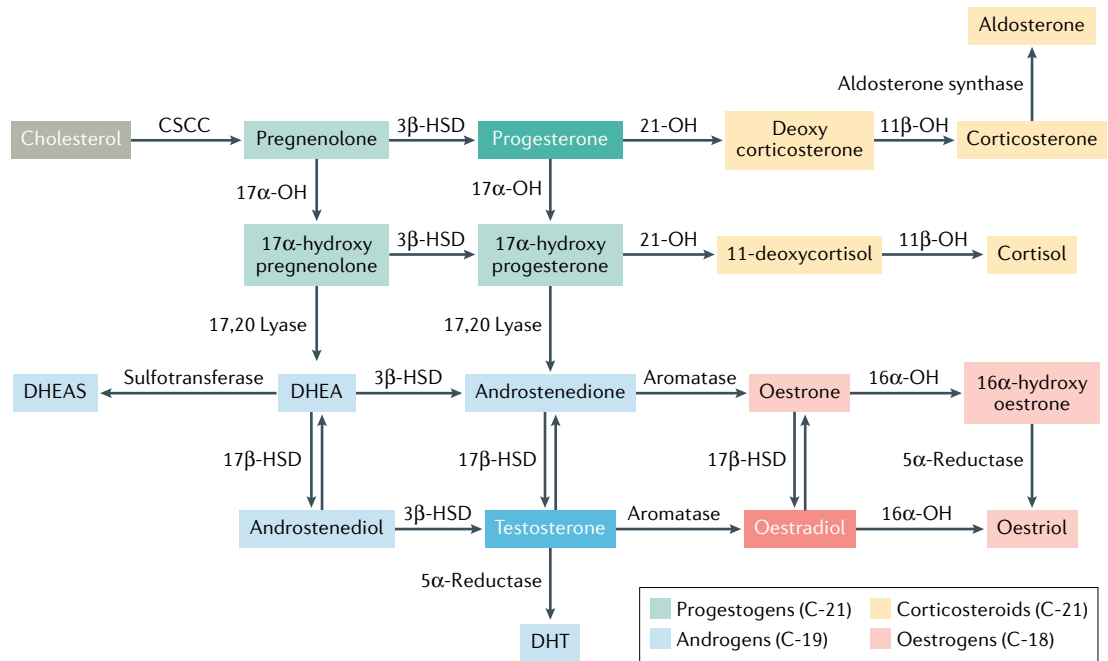 Aldosterone
Aldosterone synthase
Cholesterol
CSCC
Pregnenolone
3β-HSD
Progesterone
21-OH
Deoxy
corticosterone
11β-OH
Corticosterone
17α-OH
17α-OH
17α-hydroxy
pregnenolone
3β-HSD
17α-hydroxy
progesterone
21-OH
11-deoxycortisol
11β-OH
Cortisol
17,20 Lyase
17,20 Lyase
DHEAS
Sulfotransferase
DHEA
3β-HSD
Androstenedione
Aromatase
Oestrone
16α-OH
16α-hydroxy
oestrone
17β-HSD
17β-HSD
17β-HSD
5α-Reductase
Androstenediol
3β-HSD
Testosterone
Aromatase
Oestradiol
16α-OH
Oestriol
5α-Reductase
DHT
Progestogens (C-21)
Corticosteroids (C-21)
Androgens (C-19)
Oestrogens (C-18)